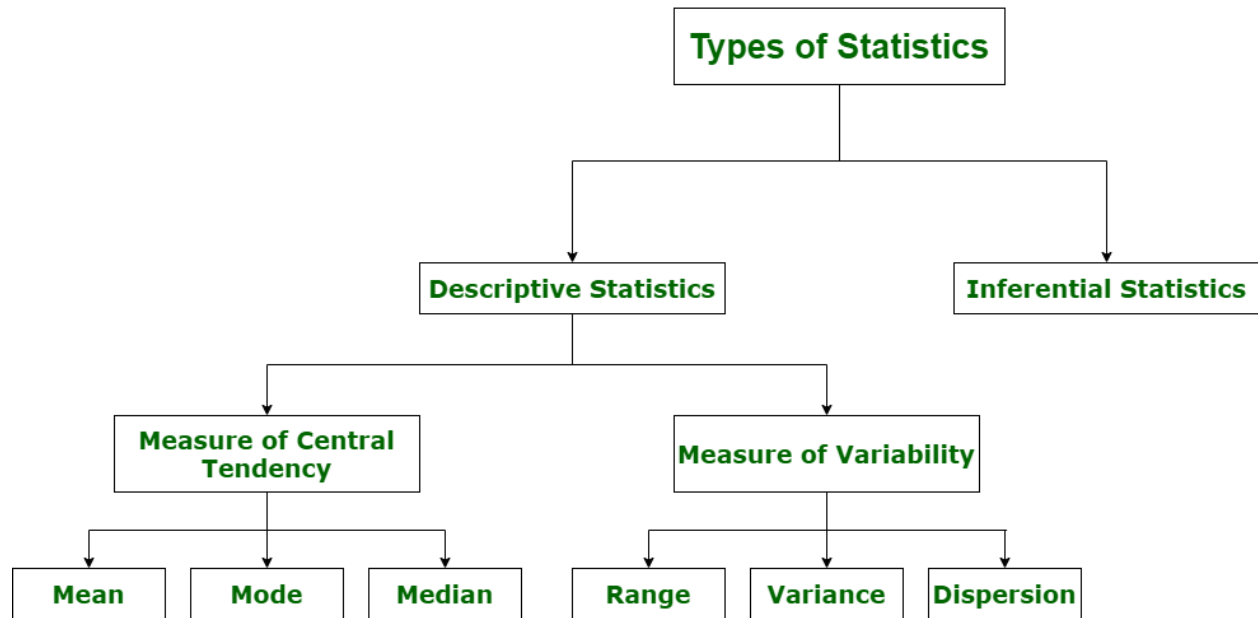 Types of Statistics
Descriptive Statistics
Inferential Statistics
Measure of Central
Tendency
Measure of Variability
Mean
Mode
Median
Range
Variance
Dispersion